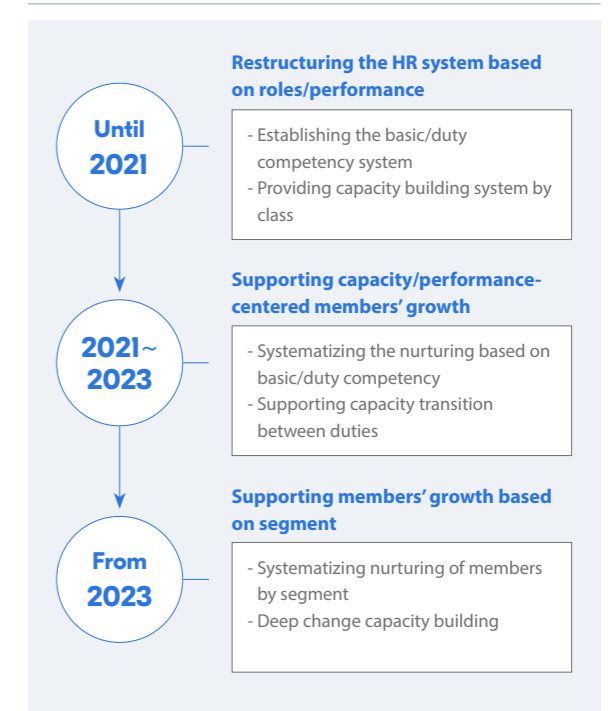 Restructuring the HR system based
on roles/performance
Until
2021
- Establishing the basic/duty
competency system
- Providing capacity building system by
class
Supporting capacity/performance-
centered members’ growth
2021~
2023
- Systematizing the nurturing based on
basic/duty competency
- Supporting capacity transition
between duties
Supporting members’ growth based
on segment
From
2023
- Systematizing nurturing of members
by segment
- Deep change capacity building